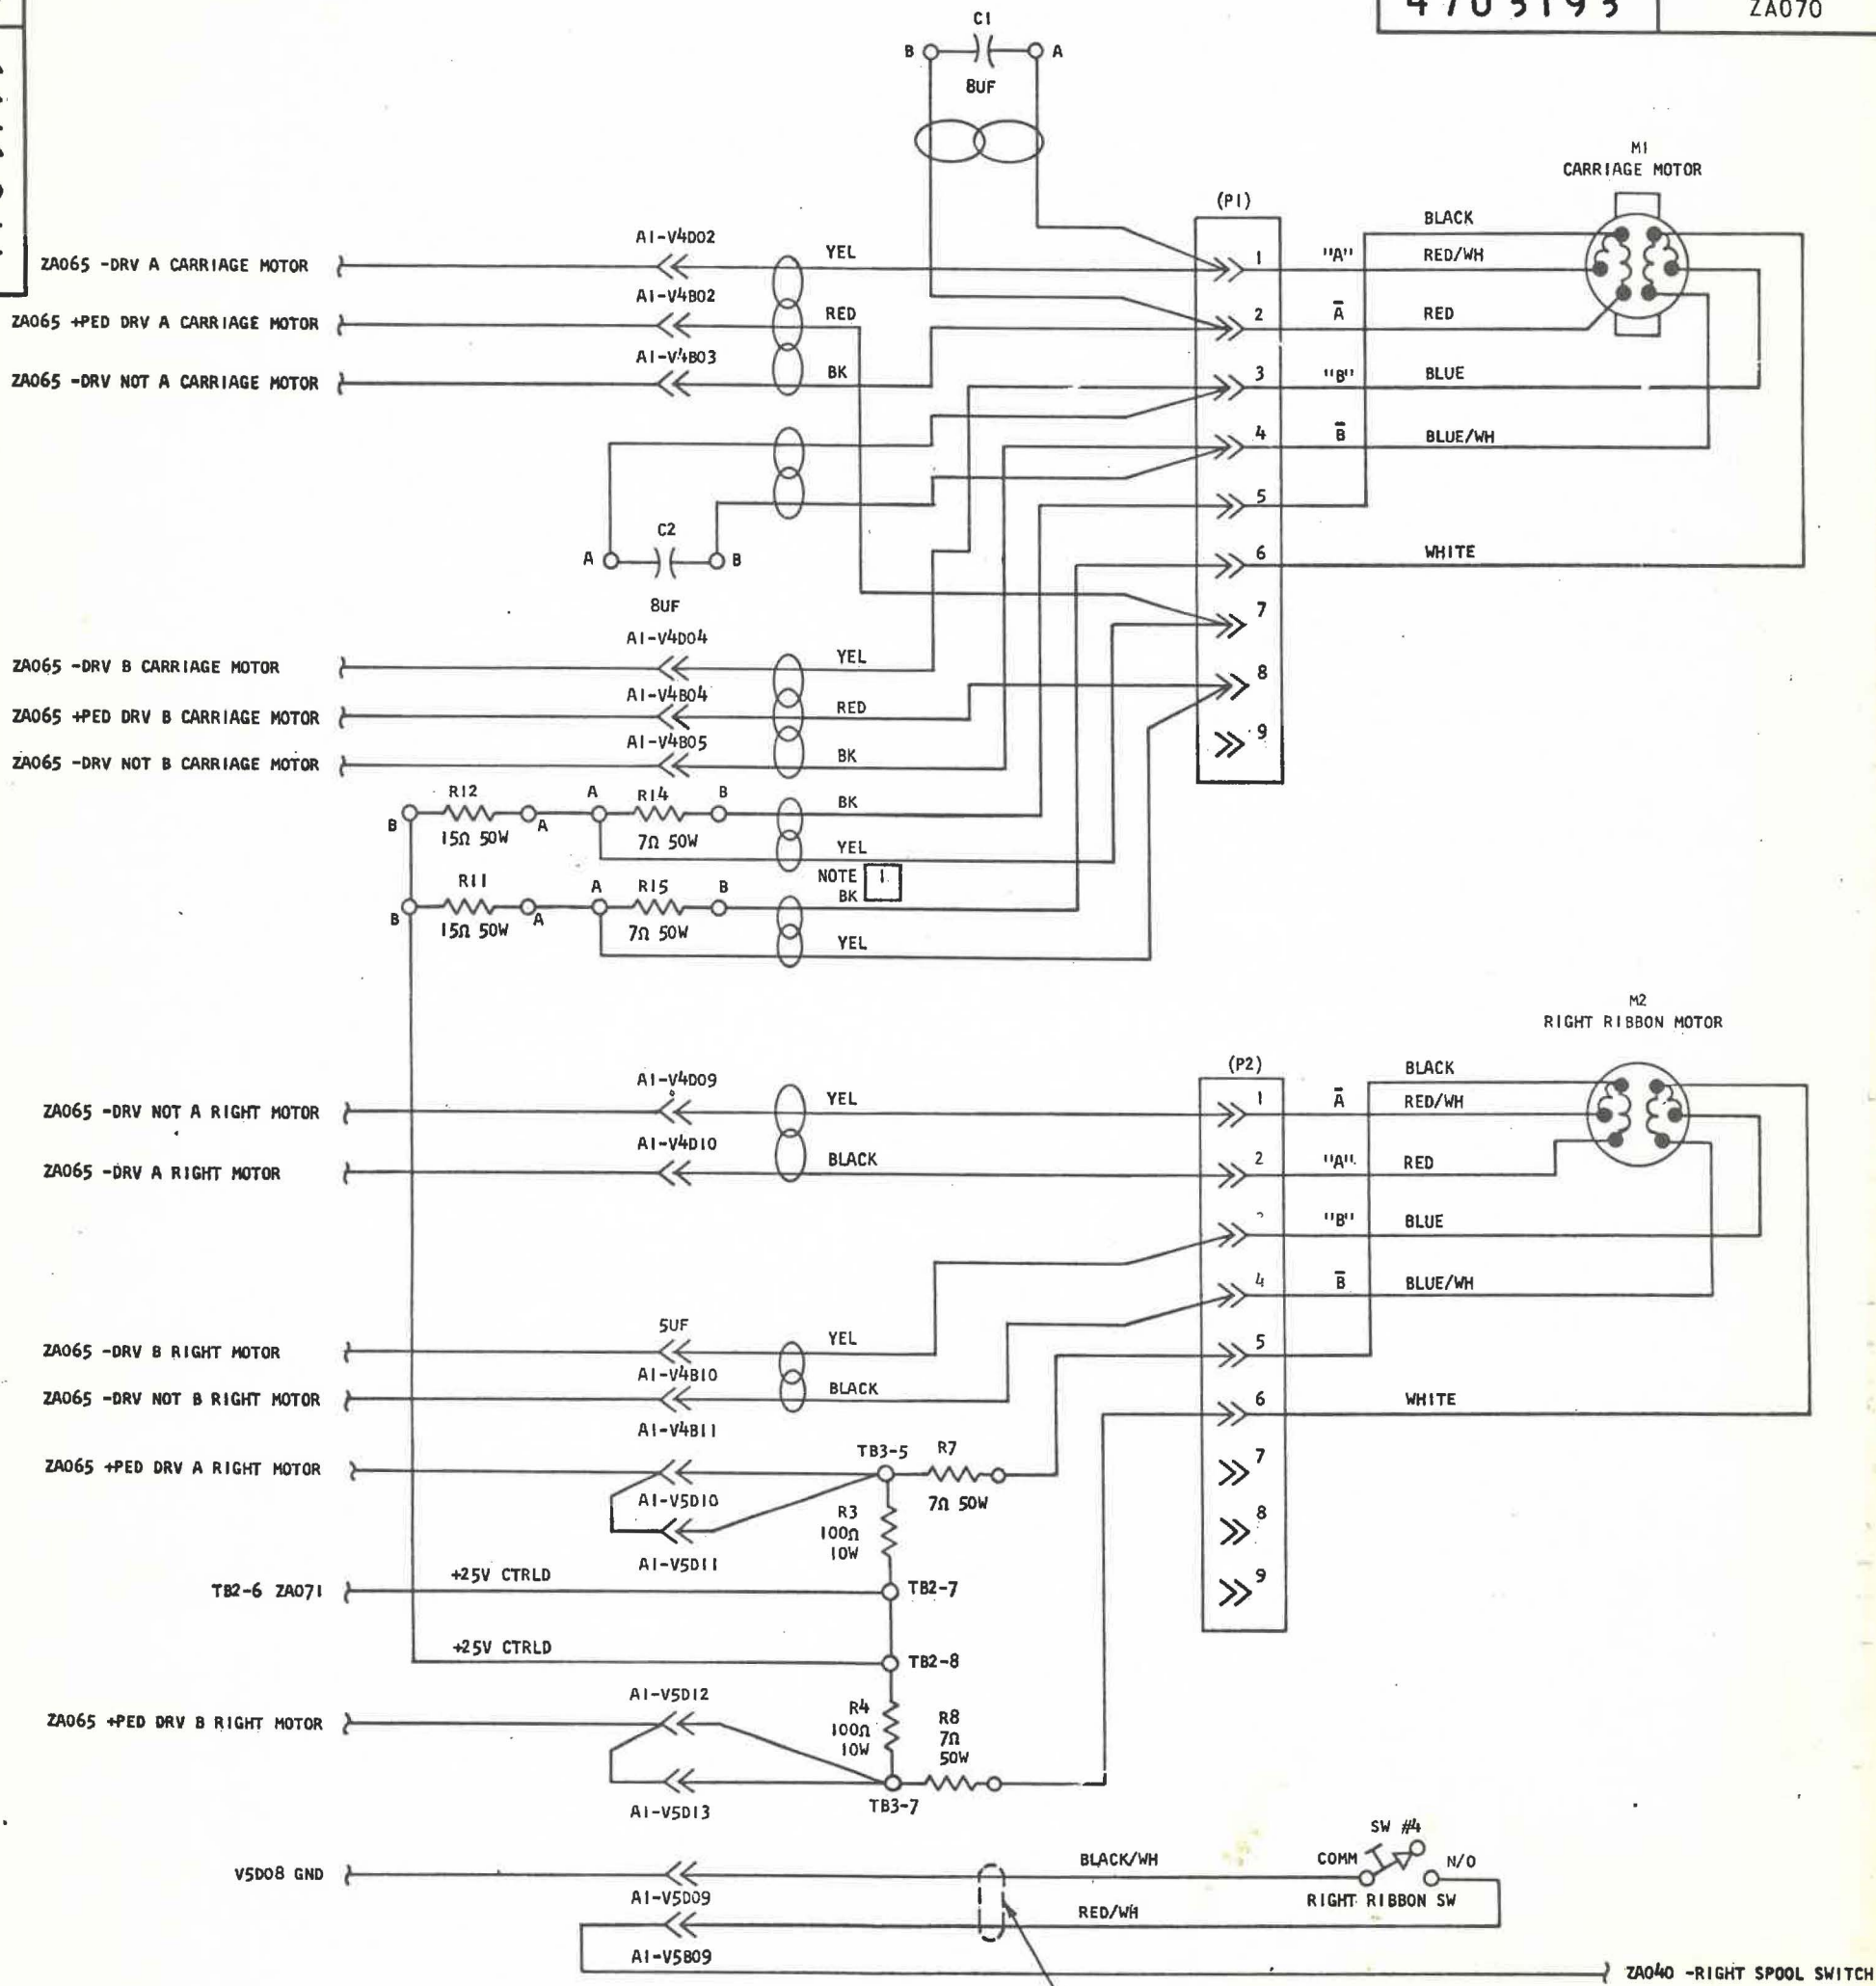 4703193
ZA070
C1
B
A
8UF
M1
CARRIAGE MOTOR
(P1)
BLACK
A1-V4D02
YEL
ZA065 -DRV A CARRIAGE MOTOR
1
"A"
RED/WH
A1-V4B02
ZA065 +PED DRV A CARRIAGE MOTOR
RED
2
A̅
RED
A1-V4B03
ZA065 -DRV NOT A CARRIAGE MOTOR
BK
3
"B"
BLUE
4
B̅
BLUE/WH
5
C2
A
B
8UF
6
WHITE
7
A1-V4D04
ZA065 -DRV B CARRIAGE MOTOR
YEL
8
A1-V4B04
ZA065 +PED DRV B CARRIAGE MOTOR
RED
A1-V4B05
9
ZA065 -DRV NOT B CARRIAGE MOTOR
BK
R12
A
R14
B
BK
B
A
15Ω 50W
7Ω 50W
YEL
NOTE 1
R11
A
R15
B
BK
B
A
15Ω 50W
7Ω 50W
YEL
M2
RIGHT RIBBON MOTOR
(P2)
BLACK
A1-V4D09
YEL
ZA065 -DRV NOT A RIGHT MOTOR
1
A̅
RED/WH
A1-V4D10
ZA065 -DRV A RIGHT MOTOR
BLACK
2
"A"
RED
"B"
BLUE
4
B̅
BLUE/WH
5UF
ZA065 -DRV B RIGHT MOTOR
YEL
5
A1-V4B10
ZA065 -DRV NOT B RIGHT MOTOR
BLACK
6
WHITE
A1-V4B11
ZA065 +PED DRV A RIGHT MOTOR
TB3-5
R7
7
A1-V5D10
7Ω 50W
R3
100Ω
10W
8
A1-V5D11
+25V CTRLD
TB2-6 ZA071
TB2-7
9
+25V CTRLD
TB2-8
A1-V5D12
ZA065 +PED DRV B RIGHT MOTOR
R4
100Ω
10W
R8
7Ω
50W
A1-V5D13
TB3-7
SW #4
V5D08 GND
BLACK/WH
COMM
N/O
A1-V5D09
RIGHT RIBBON SW
RED/WH
A1-V5B09
ZA040 -RIGHT SPOOL SWITCH